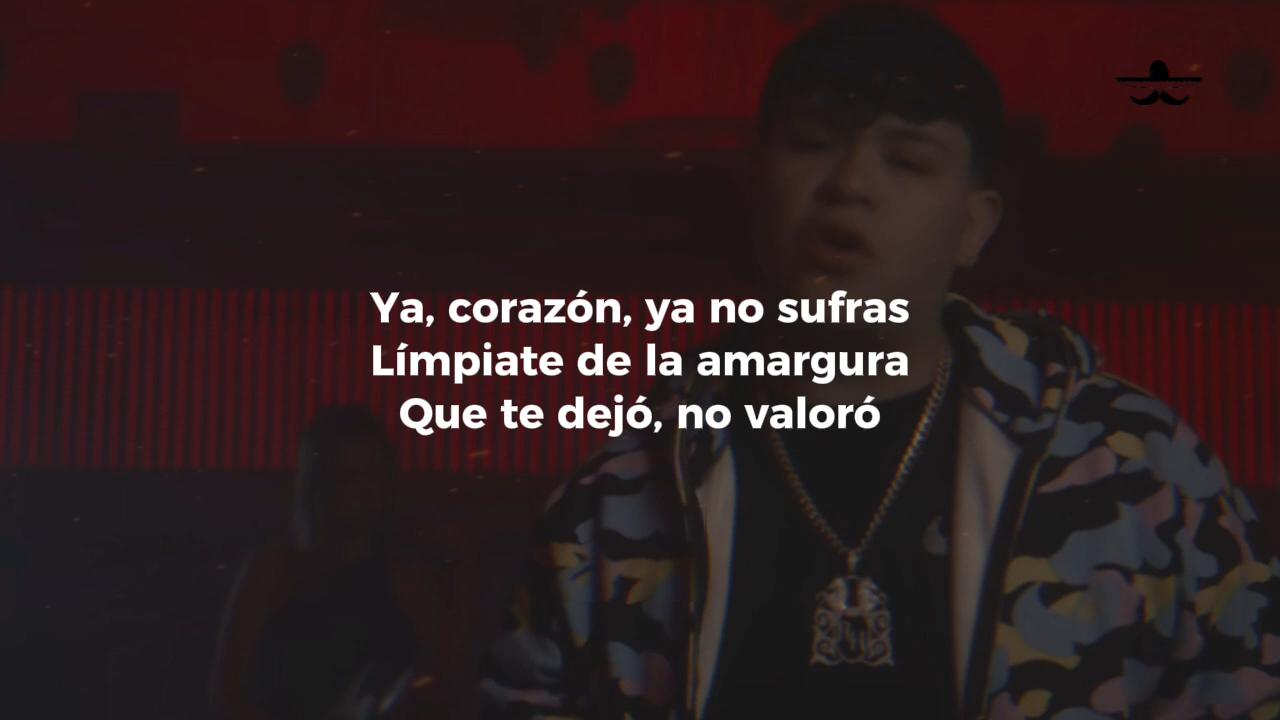 Ya, corazón, ya no sufras
Límpiate de la amargura
Que te dejó, no valoró